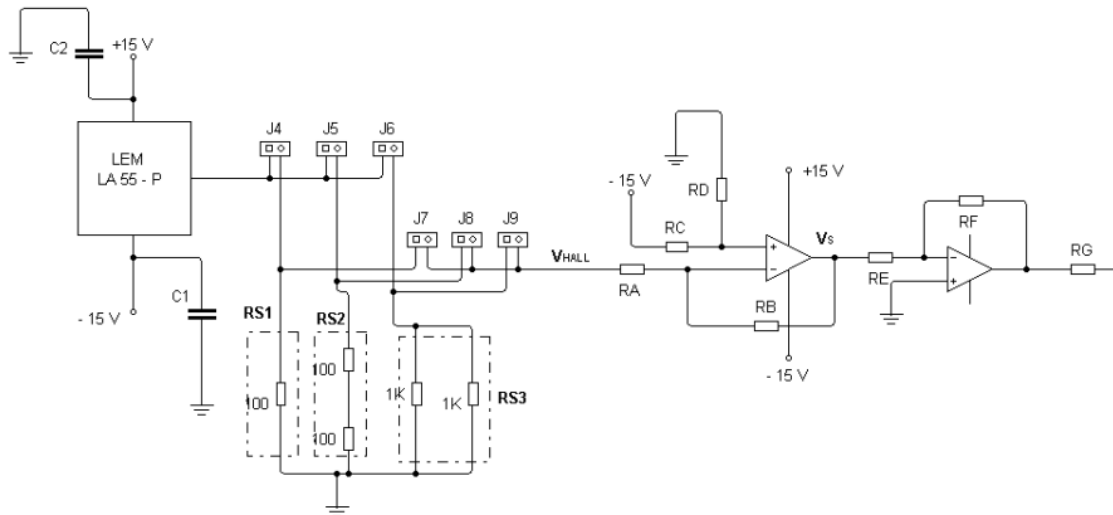 C2
+15 V
LEM
LA 55 - P
J4
J5
J6
J7
J8
J9
- 15 V
C1
RS1
RS2
RS3
100
100
100
1K
1K
VHALL
- 15 V
RC
RD
+15 V
+
-
RA
RB
- 15 V
VS
RE
RF
-
+
RG